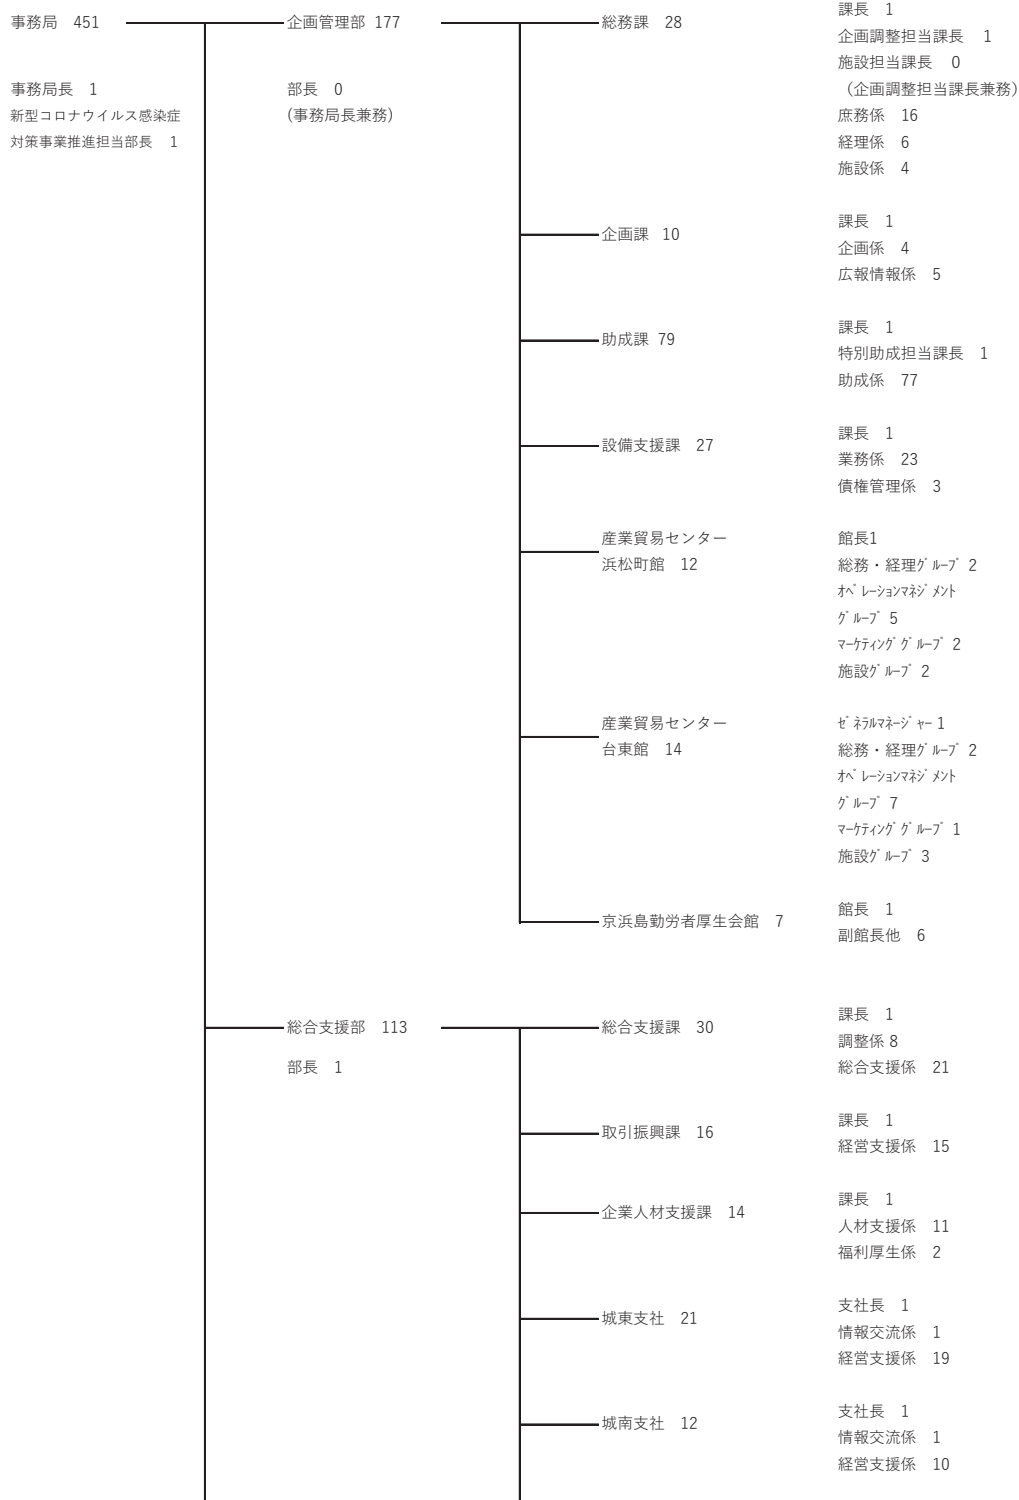 事務局　451
事務局長　1
新型コロナウイルス感染症
対策事業推進担当部長　1
企画管理部 177
部長　0
(事務局長兼務)
総務課　28
課長　1
企画調整担当課長　1
施設担当課長　0
（企画調整担当課長兼務）
庶務係　16
経理係　6
施設係　4
企画課　10
課長　1
企画係　4
広報情報係　5
助成課 79
課長　1
特別助成担当課長　1
助成係　77
設備支援課　27
課長　1
業務係　23
債権管理係　3
産業貿易センター
浜松町館　12
館長1
総務・経理ｸﾞﾙｰﾌﾟ 2
ｵﾍﾟﾚｰｼｮﾝﾏﾈｼﾞﾒﾝﾄ
ｸﾞﾙｰﾌﾟ 5
ﾏｰｹﾃｨﾝｸﾞｸﾞﾙｰﾌﾟ 2
施設ｸﾞﾙｰﾌﾟ 2
産業貿易センター
台東館　14
ｾﾞﾈﾗﾙﾏﾈｰｼﾞｬｰ 1
総務・経理ｸﾞﾙｰﾌﾟ 2
ｵﾍﾟﾚｰｼｮﾝﾏﾈｼﾞﾒﾝﾄ
ｸﾞﾙｰﾌﾟ 7
ﾏｰｹﾃｨﾝｸﾞｸﾞﾙｰﾌﾟ 1
施設ｸﾞﾙｰﾌﾟ 3
京浜島勤労者厚生会館　7
館長　1
副館長他　6
総合支援部　113
部長　1
総合支援課　30
課長　1
調整係 8
総合支援係　21
取引振興課　16
課長　1
経営支援係　15
企業人材支援課　14
課長　1
人材支援係　11
福利厚生係　2
城東支社　21
支社長　1
情報交流係　1
経営支援係　19
城南支社　12
支社長　1
情報交流係　1
経営支援係　10